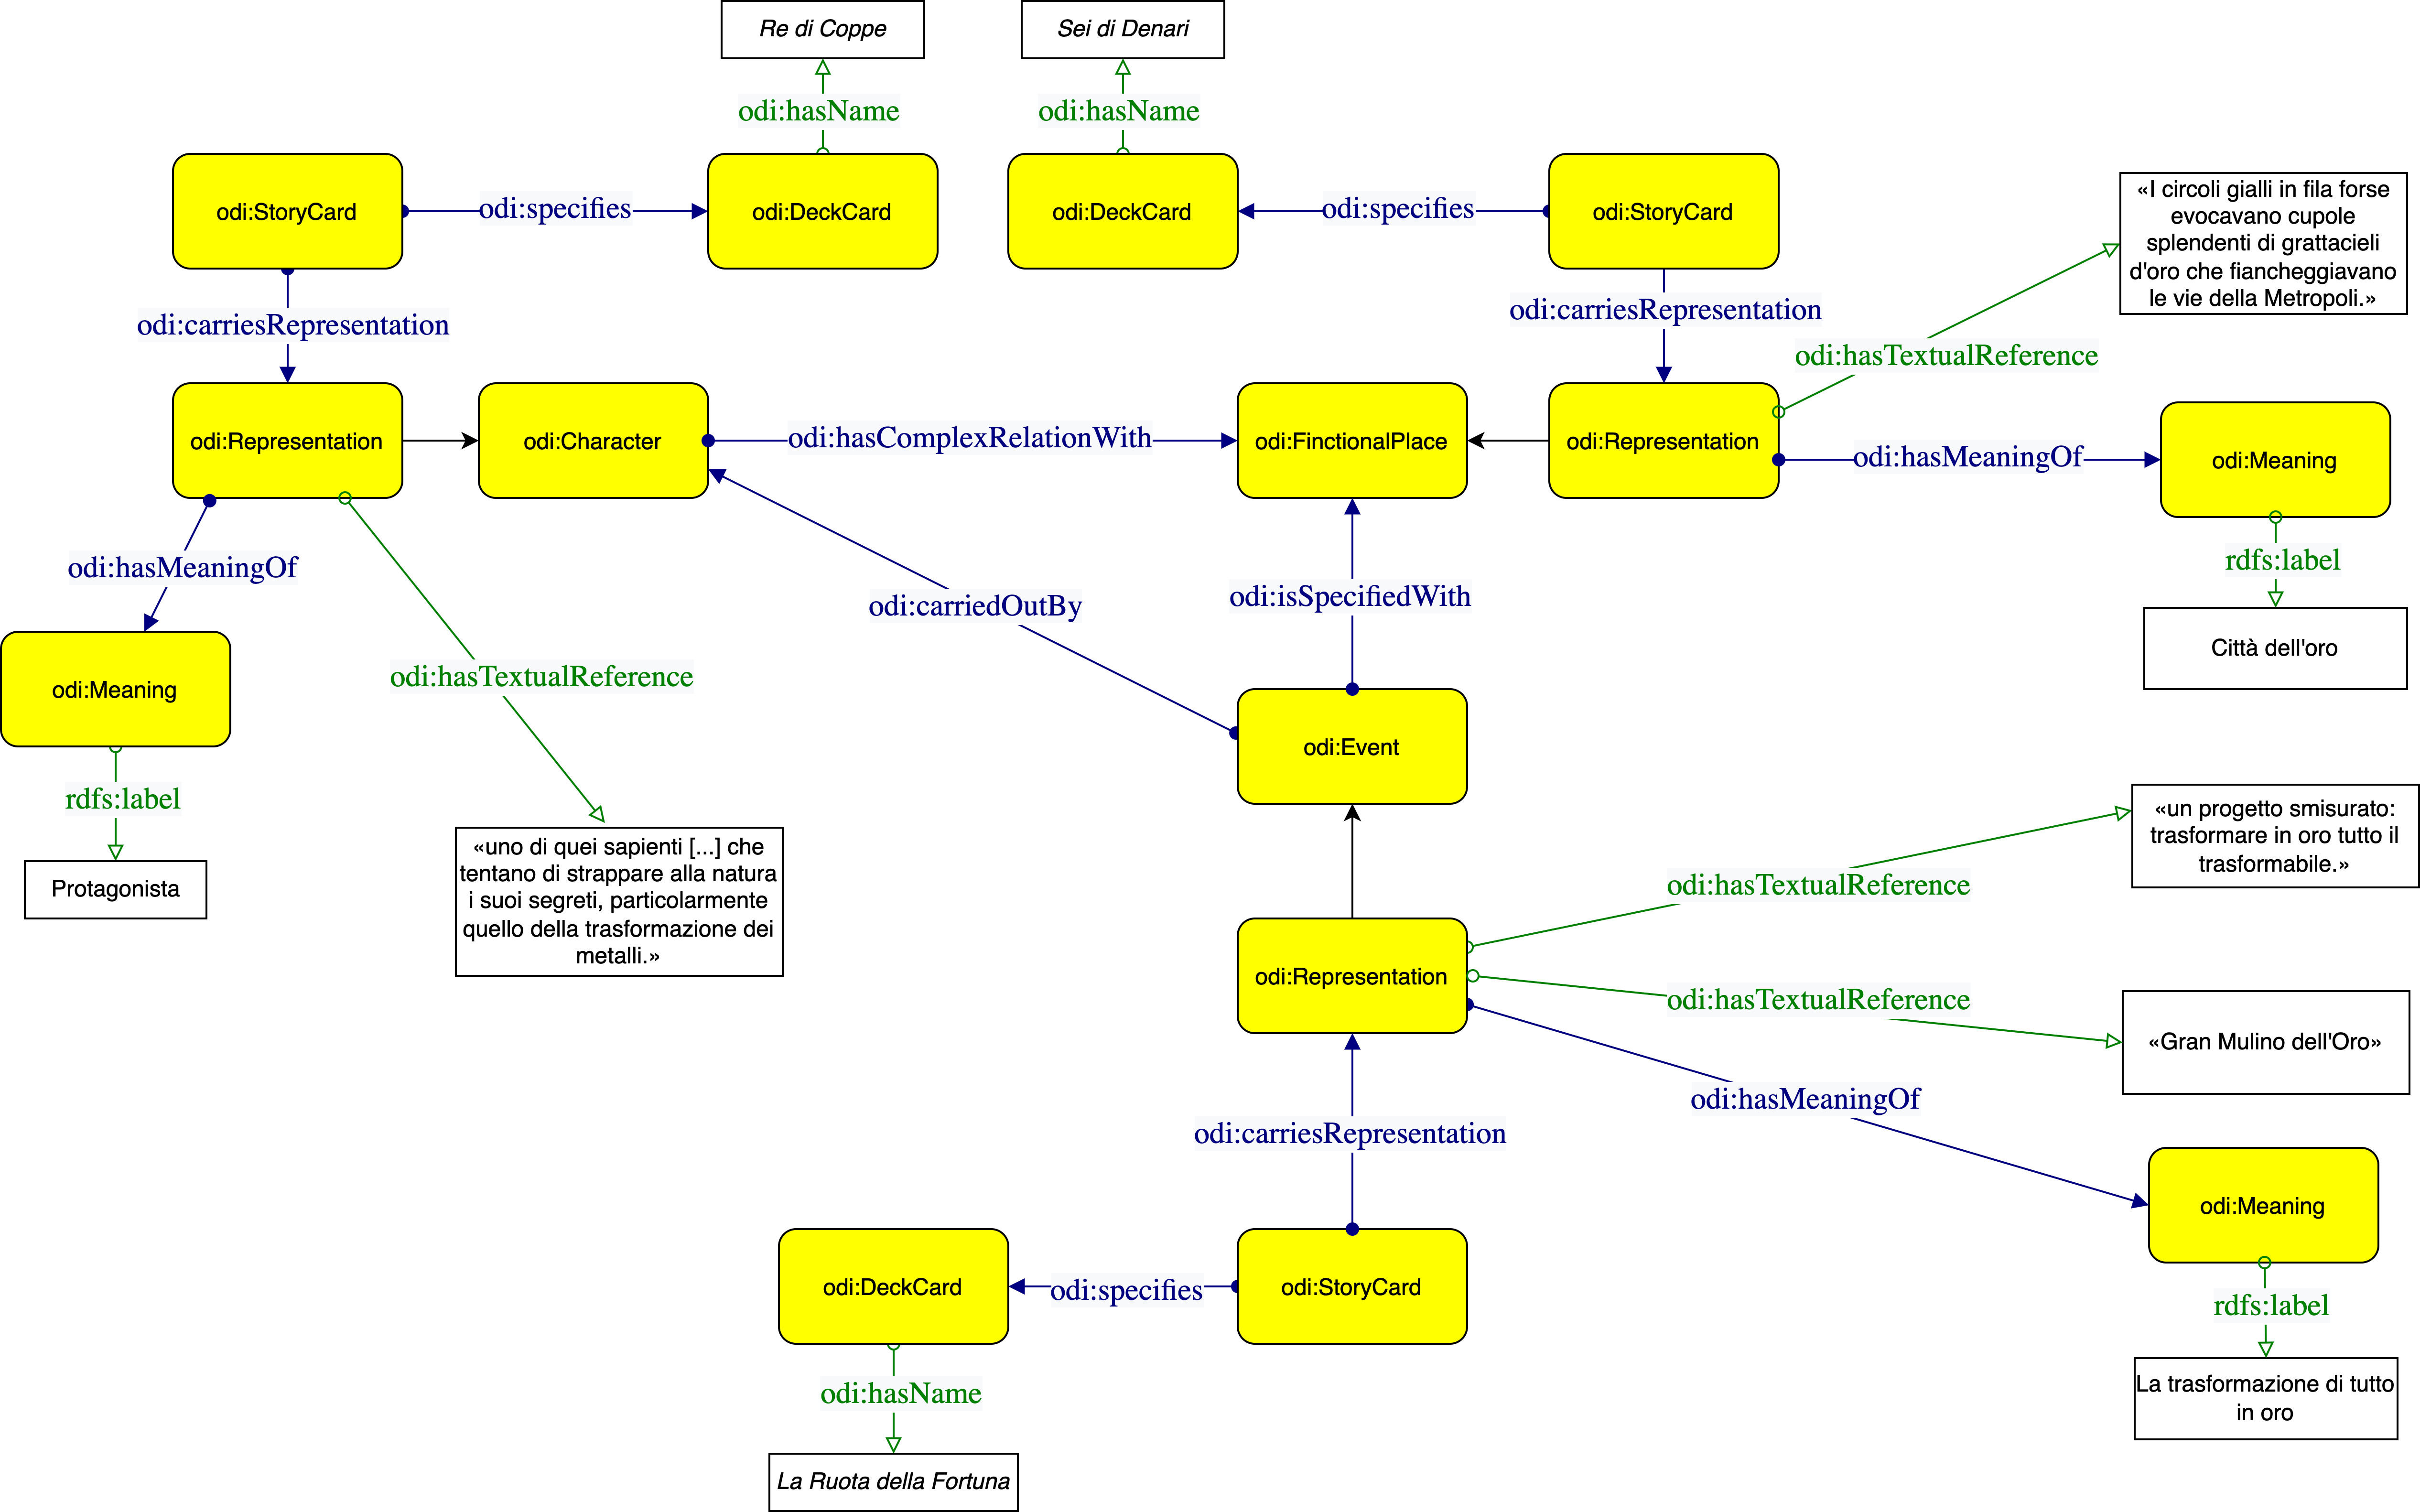 Re di Coppe
Sei di Denari
odi:hasName
odi:hasName
odi:StoryCard
odi:specifies
odi:DeckCard
odi:DeckCard
odi:specifies
odi:StoryCard
«I circoli gialli in fila forse
evocavano cupole
splendenti di grattacieli
d'oro che fiancheggiavano
le vie della Metropoli.»
odi:carriesRepresentation
odi:carriesRepresentation
odi:hasTextualReference
odi:Representation
odi:Character
odi:hasComplexRelationWith
odi:FinctionalPlace
odi:Representation
odi:hasMeaningOf
odi:Meaning
odi:hasMeaningOf
odi:carriedOutBy
odi:isSpecifiedWith
rdfs:label
Città dell'oro
odi:Meaning
odi:hasTextualReference
odi:Event
rdfs:label
Protagonista
«uno di quei sapienti [...] che
tentano di strappare alla natura
i suoi segreti, particolarmente
quello della trasformazione dei
metalli.»
«un progetto smisurato:
trasformare in oro tutto il
trasformabile.»
odi:hasTextualReference
odi:Representation
odi:hasTextualReference
«Gran Mulino dell'Oro»
odi:hasMeaningOf
odi:carriesRepresentation
odi:Meaning
odi:DeckCard
odi:specifies
odi:StoryCard
rdfs:label
odi:hasName
La trasformazione di tutto
in oro
La Ruota della Fortuna